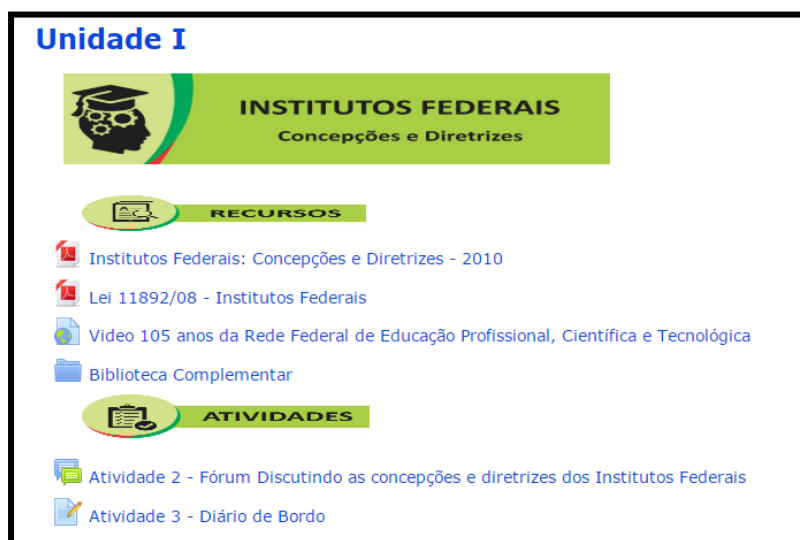 Unidade I
INSTITUTOS FEDERAIS
Concepções e Diretrizes
RECURSOS
Institutos Federais: Concepções e Diretrizes - 2010
Lei 11892/08 - Institutos Federais
Video 105 anos da Rede Federal de Educação Profissional, Científica e Tecnológica
Biblioteca Complementar
ATIVIDADES
Atividade 2 - Fórum Discutindo as concepções e diretrizes dos Institutos Federais
Atividade 3 - Diário de Bordo